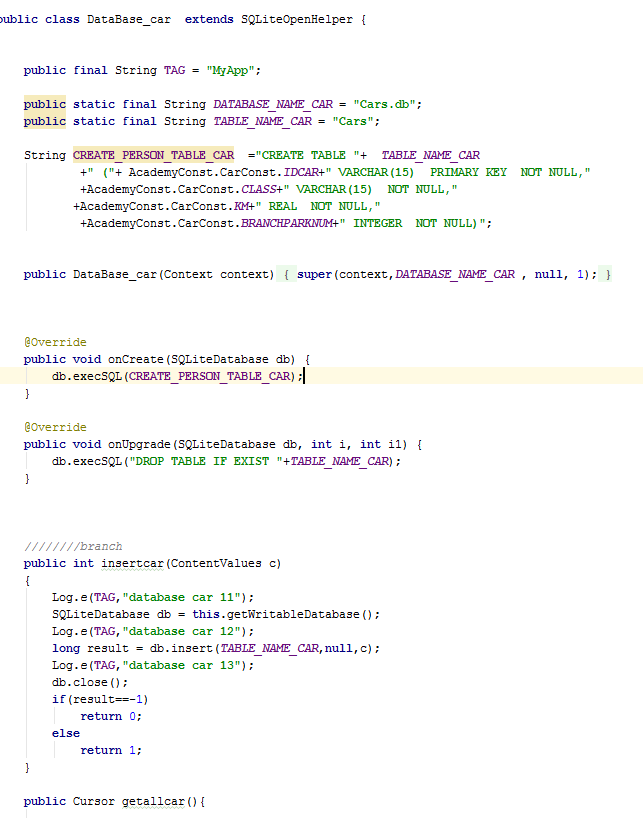 public class DataBase_car  extends SQLiteOpenHelper {
public final String TAG = "MyApp";
public static final String DATABASE_NAME_CAR = "Cars.db";
public static final String TABLE_NAME_CAR = "Cars";
String CREATE_PERSON_TABLE_CAR  ="CREATE TABLE "+  TABLE_NAME_CAR
+" ("+ AcademyConst.CarConst.IDCAR+" VARCHAR(15)  PRIMARY KEY  NOT NULL,"
+AcademyConst.CarConst.CLASS+" VARCHAR(15)  NOT NULL,"
+AcademyConst.CarConst.KM+" REAL  NOT NULL,"
+AcademyConst.CarConst.BRANCHPARKNUM+" INTEGER  NOT NULL)";
public DataBase_car(Context context) { super(context,DATABASE_NAME_CAR , null, 1); }
@Override
public void onCreate(SQLiteDatabase db) {
db.execSQL(CREATE_PERSON_TABLE_CAR);
}
@Override
public void onUpgrade(SQLiteDatabase db, int i, int i1) {
db.execSQL("DROP TABLE IF EXIST "+TABLE_NAME_CAR);
}
////////branch
public int insertcar(ContentValues c)
{
Log.e(TAG,"database car 11");
SQLiteDatabase db = this.getWritableDatabase();
Log.e(TAG,"database car 12");
long result = db.insert(TABLE_NAME_CAR,null,c);
Log.e(TAG,"database car 13");
db.close();
if(result==-1)
return 0;
else
return 1;
}
public Cursor getallcar(){